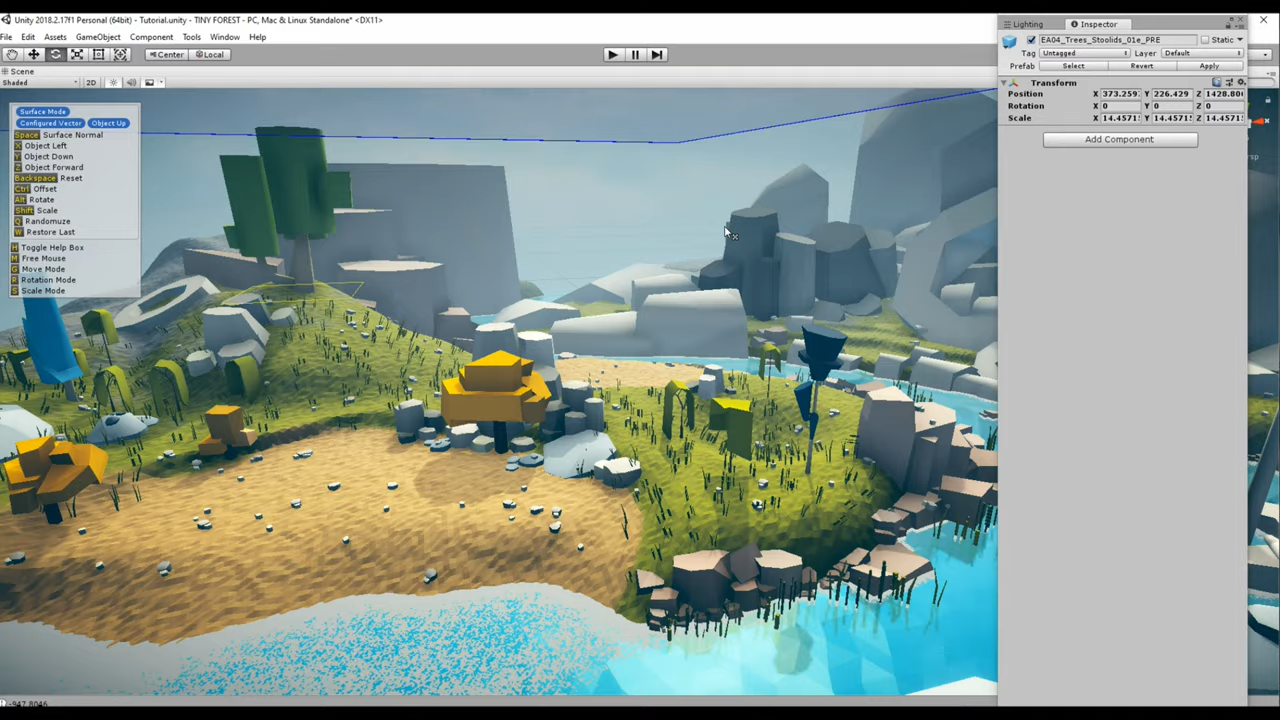 Unity 2018.2.17f1 Personal (64bit) - Tutorial.unity - TINY FOREST - PC, Mac & Linux Standalone* <DX11>
File Edit Assets GameObject Component Tools Window Help
Center Local
Scene
Shaded 2D
Surface Mode
Configured Vector Object Up
Space Surface Normal
X Object Left
Y Object Down
Z Object Forward
Backspace Reset
Ctrl Offset
Alt Rotate
Shift Scale
Q Randomuze
W Restore Last
H Toggle Help Box
M Free Mouse
G Move Mode
R Rotation Mode
S Scale Mode
Lighting Inspector
EA04_Trees_Stoolids_01e_PRE Static
Tag Untagged Layer Default
Prefab Select Revert Apply
Transform
Position X 373.259 Y 226.429 Z 1428.80
Rotation X 0 Y 0 Z 0
Scale X 14.4571 Y 14.4571 Z 14.4571
Add Component
-947.8046